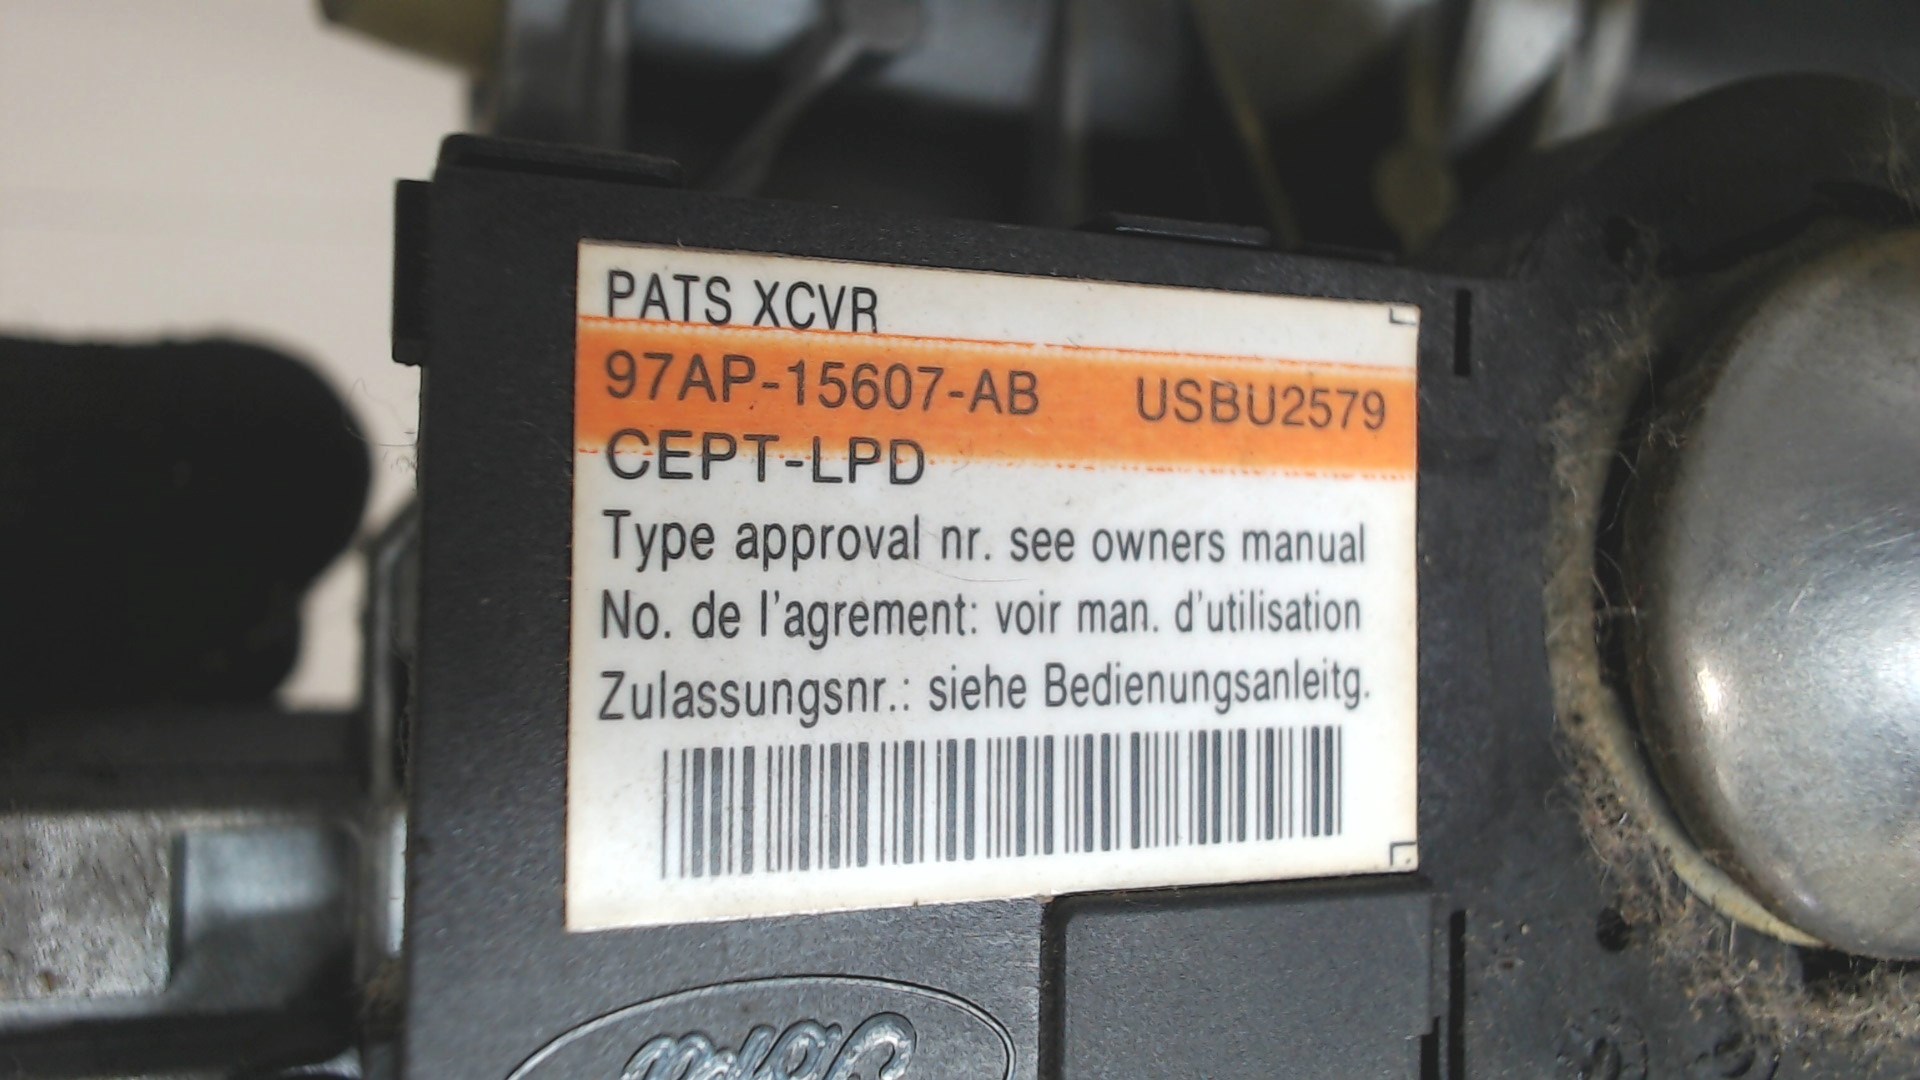 PATS XCVR
97AP-15607-AB USBU2579
CEPT-LPD
Type approval nr. see owners manual
No. de l'agrement: voir man. d'utilisation
Zulassungsnr.: siehe Bedienungsanleitg.
Ford